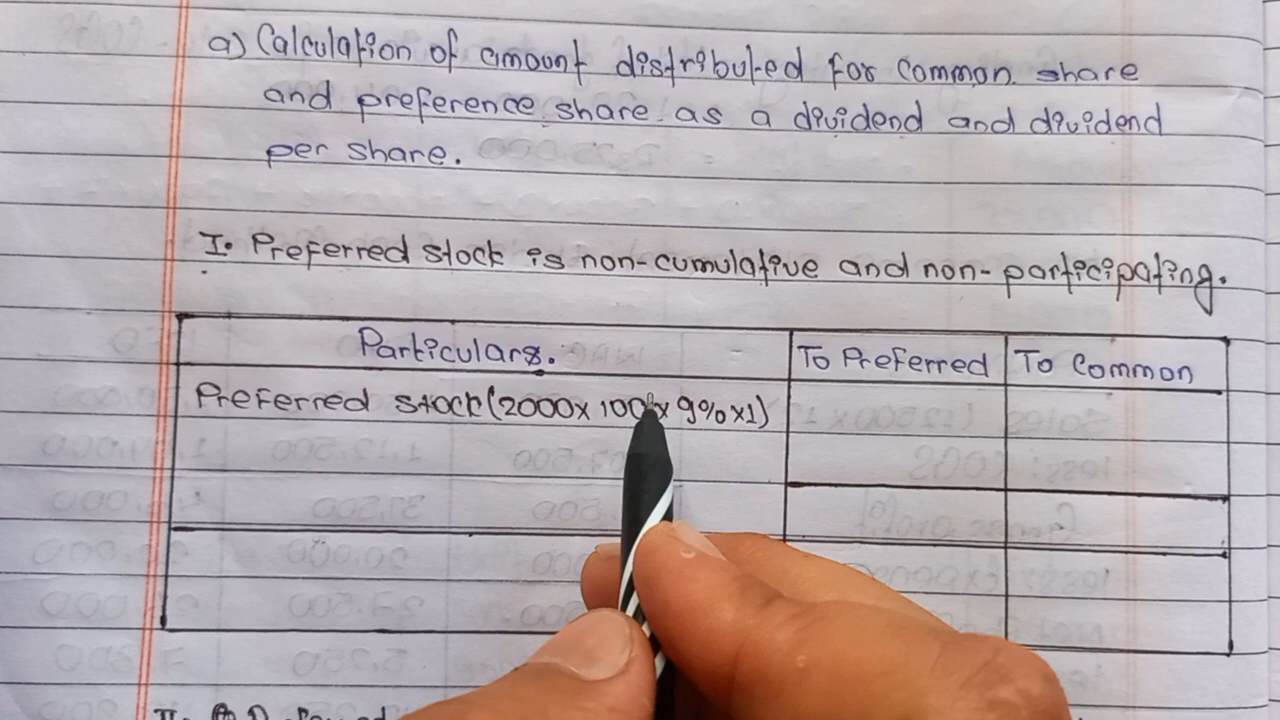 a) Calculation of amount distributed for common share
and preference share as a dividend and dividend
per share.
I. Preferred stock is non-cumulative and non-participating.
Particulars. To Preferred To Common
Preferred stock (2000x 100x 9%x1)